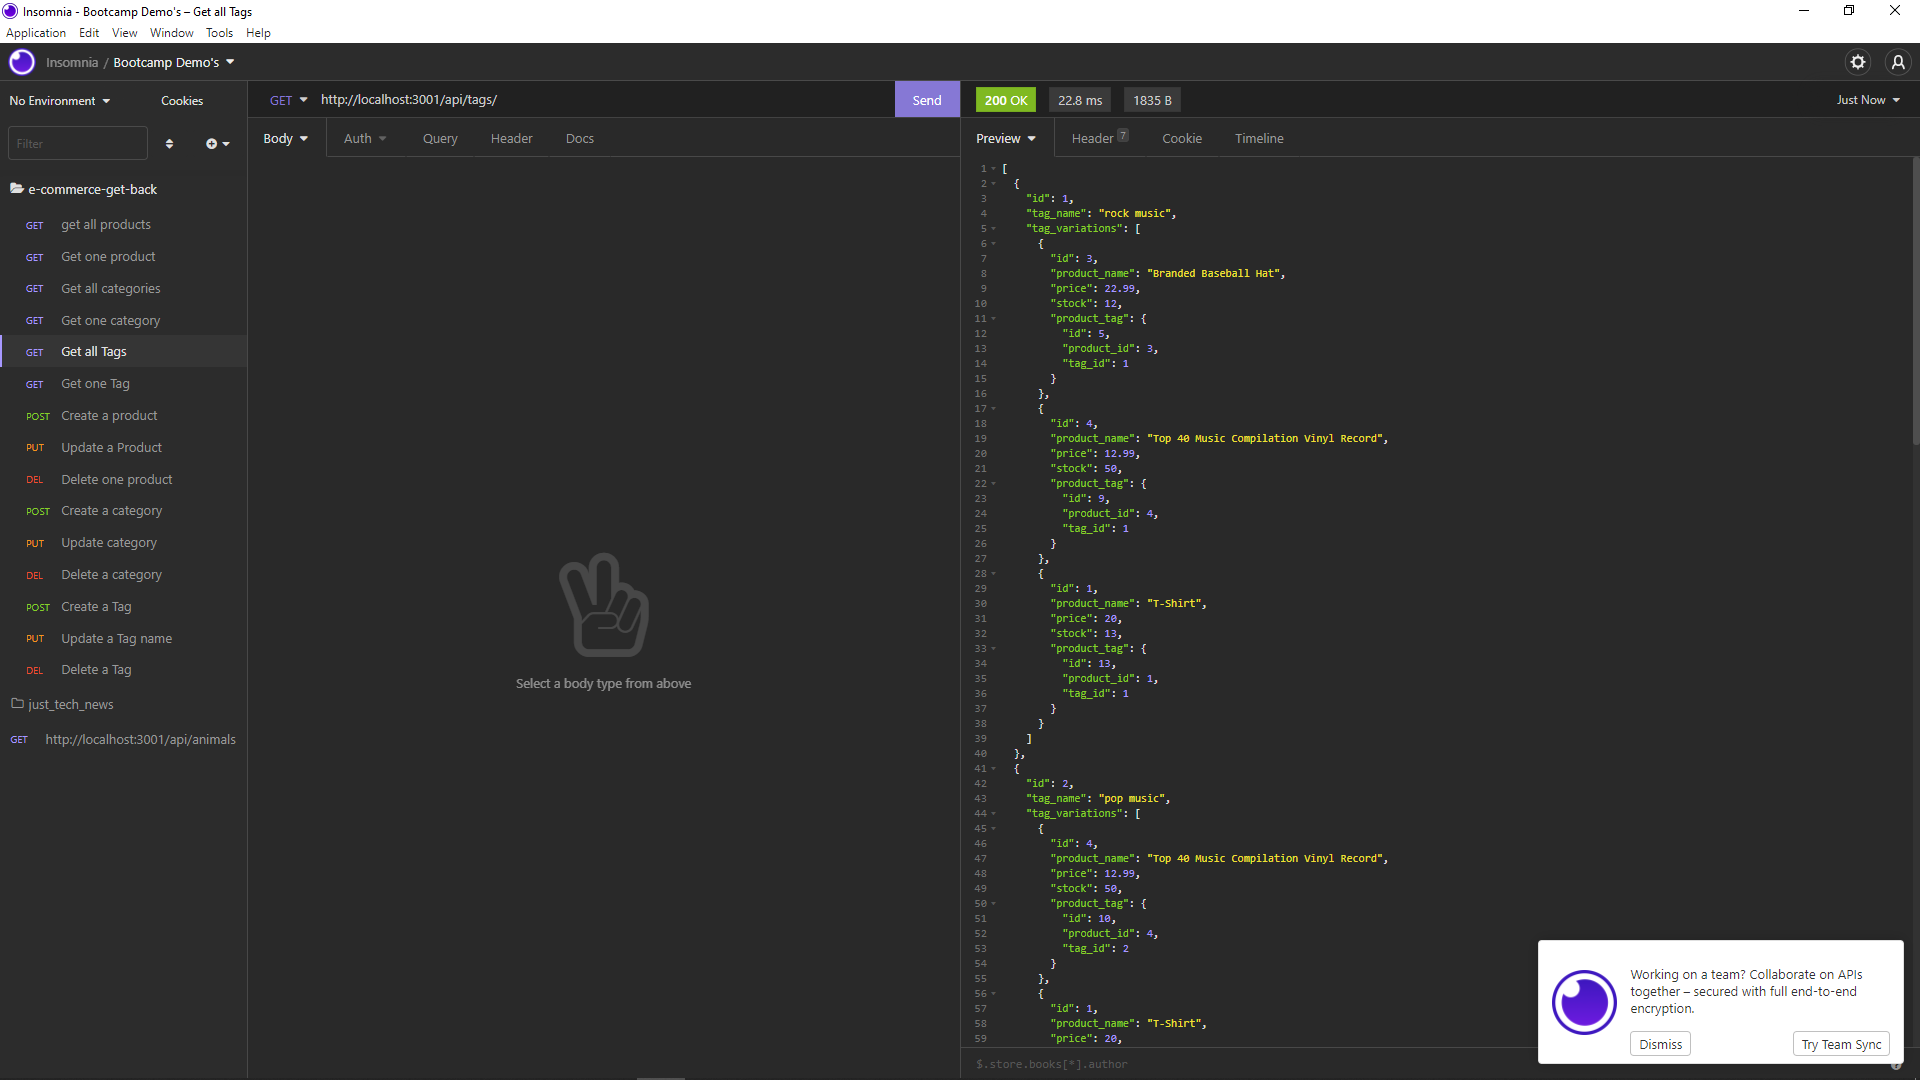 Insomnia - Bootcamp Demo's – Get all Tags
Application Edit View Window Tools Help
Insomnia / Bootcamp Demo's
No Environment Cookies
GET http://localhost:3001/api/tags/ Send
200 OK 22.8 ms 1835 B Just Now
Filter
Body Auth Query Header Docs
Preview Header 7 Cookie Timeline
e-commerce-get-back
GET get all products
GET Get one product
GET Get all categories
GET Get one category
GET Get all Tags
GET Get one Tag
POST Create a product
PUT Update a Product
DEL Delete one product
POST Create a category
PUT Update category
DEL Delete a category
POST Create a Tag
PUT Update a Tag name
DEL Delete a Tag
just_tech_news
GET http://localhost:3001/api/animals
Select a body type from above
1 [
2 {
3 "id": 1,
4 "tag_name": "rock music",
5 "tag_variations": [
6 {
7 "id": 3,
8 "product_name": "Branded Baseball Hat",
9 "price": 22.99,
10 "stock": 12,
11 "product_tag": {
12 "id": 5,
13 "product_id": 3,
14 "tag_id": 1
15 }
16 },
17 {
18 "id": 4,
19 "product_name": "Top 40 Music Compilation Vinyl Record",
20 "price": 12.99,
21 "stock": 50,
22 "product_tag": {
23 "id": 9,
24 "product_id": 4,
25 "tag_id": 1
26 }
27 },
28 {
29 "id": 1,
30 "product_name": "T-Shirt",
31 "price": 20,
32 "stock": 13,
33 "product_tag": {
34 "id": 13,
35 "product_id": 1,
36 "tag_id": 1
37 }
38 }
39 ]
40 },
41 {
42 "id": 2,
43 "tag_name": "pop music",
44 "tag_variations": [
45 {
46 "id": 4,
47 "product_name": "Top 40 Music Compilation Vinyl Record",
48 "price": 12.99,
49 "stock": 50,
50 "product_tag": {
51 "id": 10,
52 "product_id": 4,
53 "tag_id": 2
54 }
55 },
56 {
57 "id": 1,
58 "product_name": "T-Shirt",
59 "price": 20,
$.store.books[*].author
Working on a team? Collaborate on APIs
together – secured with full end-to-end
encryption.
Dismiss Try Team Sync